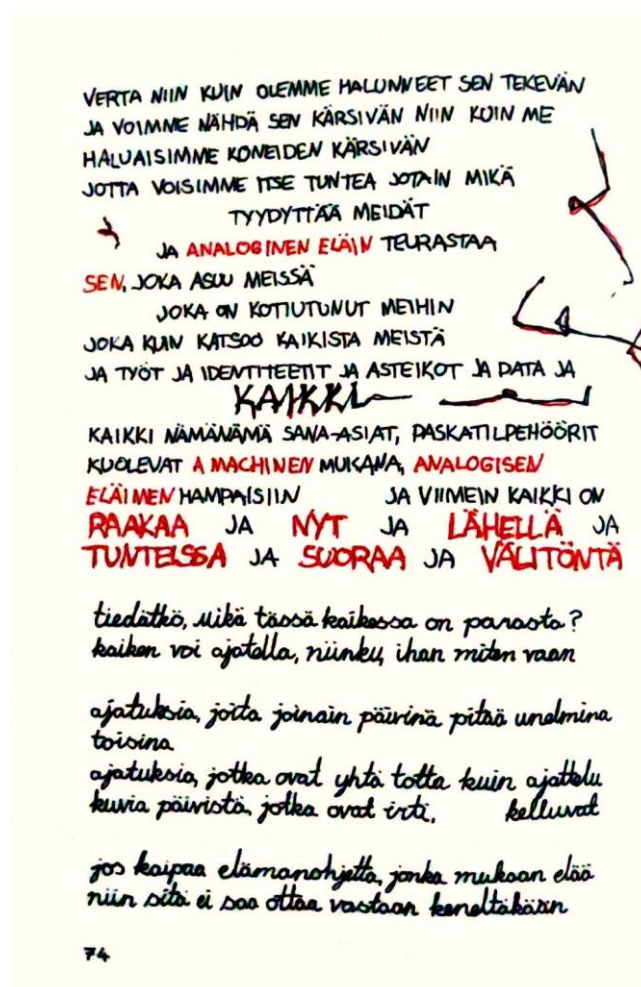 VERTA NIIN KUIN OLEMME HALUNNEET SEN TEKEVÄN
JA VOIMME NÄHDÄ SEN KÄRSIVÄN NIIN KUIN ME
HALUAISIMME KONEIDEN KÄRSIVÄN
JOTTA VOISIMME ITSE TUNTEA JOTAIN MIKÄ
TYYDYTTÄÄ MEIDÄT
JA ANALOGINEN ELÄIN TEURASTAA
SEN, JOKA ASUU MEISSÄ
JOKA ON KOTIUTUNUT MEIHIN
JOKA KUIN KATSOO KAIKISTA MEISTÄ
JA TYÖT JA IDENTITEETIT JA ASTEIKOT JA DATA JA
KAIKKI
KAIKKI NÄMÄNÄMÄ SANA-ASIAT, PASKATILPEHÖÖRIT
KUOLEVAT A MACHINEN MUKANA, ANALOGISEN
ELÄIMEN HAMPAISIIN JA VIIMEIN KAIKKI ON
RAAKAA JA NYT JA LÄHELLÄ JA
TUNTEISSA JA SUORAA JA VÄLITÖNTÄ
tiedätkö, mikä tässä kaikessa on parasta?
kaiken voi ajatella, niinku, ihan miten vaan
ajatuksia, joita joinain päivinä pitää unelmina
toisina
ajatuksia, jotka ovat yhtä totta kuin ajattelu
kuvia päivistä, jotka ovat irti, kelluvat
jos kaipaa elämänohjetta, jonka mukaan elää
niin sitä ei saa ottaa vastaan keneltäkään
74